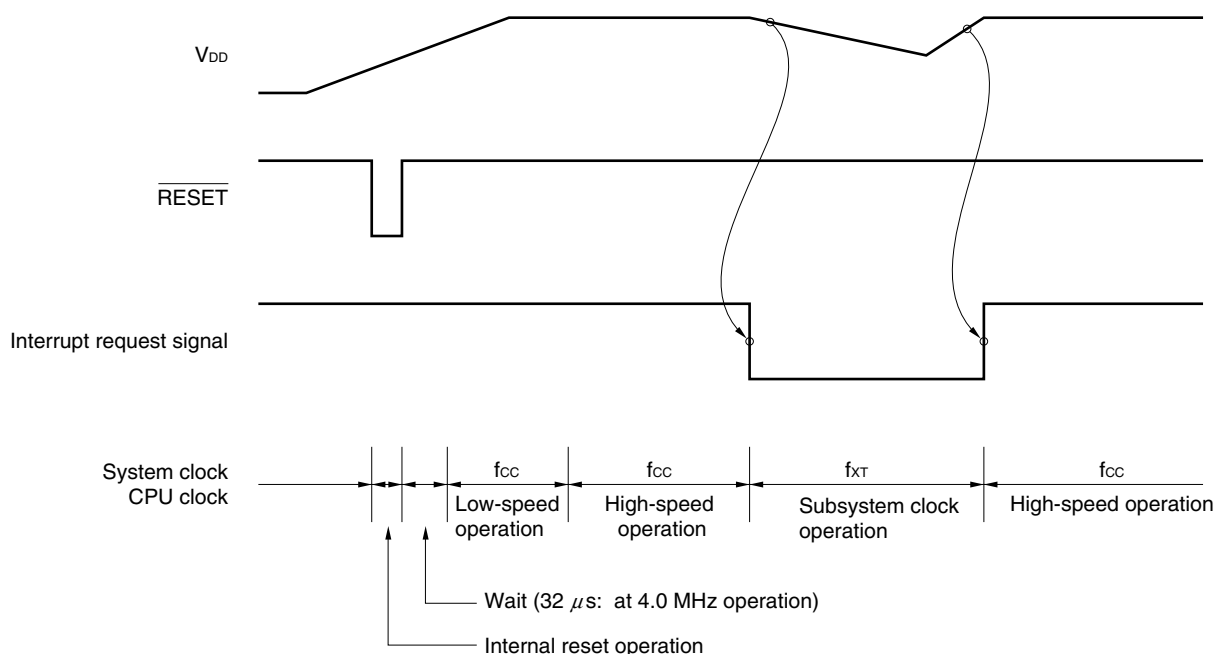 VDD
RESET
Interrupt request signal
System clock
CPU clock
fCC
Low-speed
operation
fCC
High-speed
operation
fXT
Subsystem clock
operation
fCC
High-speed operation
Wait (32 μs: at 4.0 MHz operation)
Internal reset operation